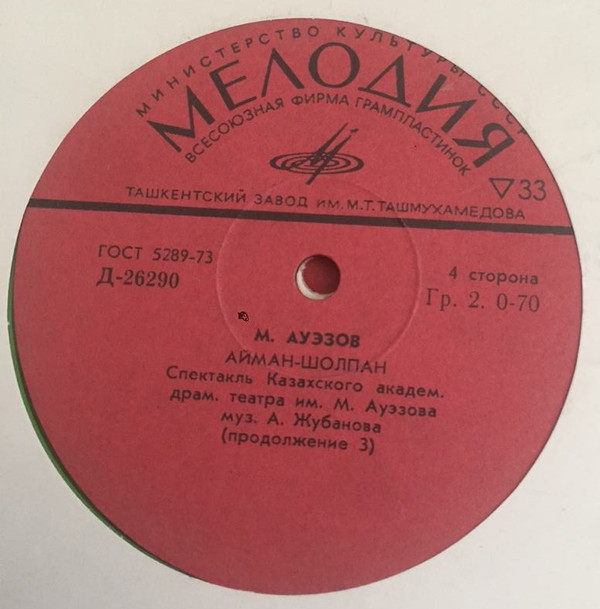 МИНИСТЕРСТВО КУЛЬТУРЫ СССР
МЕЛОДИЯ
ВСЕСОЮЗНАЯ ФИРМА ГРАМПЛАСТИНОК
33
ТАШКЕНТСКИЙ ЗАВОД ИМ. М.Т. ТАШМУХАМЕДОВА
ГОСТ 5289-73
Д-26290
4 сторона
Гр. 2. 0-70
М. АУЭЗОВ
АЙМАН-ШОЛПАН
Спектакль Казахского академ.
драм. театра им. М. Ауэзова
муз. А. Жубанова
(продолжение 3)